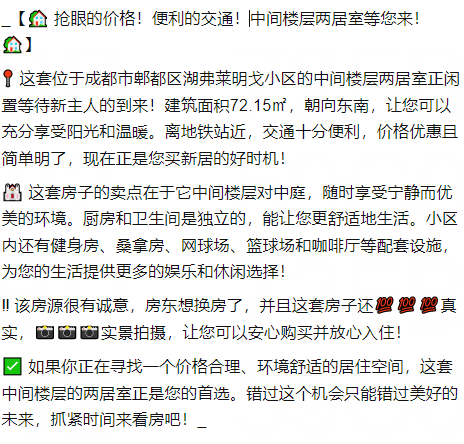 _【🏠 抢眼的价格！便利的交通！中间楼层两居室等您来！
🏠】
📍 这套位于成都市郫都区湖弗莱明戈小区的中间楼层两居室正闲
置等待新主人的到来！建筑面积72.15㎡，朝向东南，让您可以
充分享受阳光和温暖。离地铁站近，交通十分便利，价格优惠且
简单明了，现在正是您买新居的好时机！
👪 这套房子的卖点在于它中间楼层对中庭，随时享受宁静而优
美的环境。厨房和卫生间是独立的，能让您更舒适地生活。小区
内还有健身房、桑拿房、网球场、篮球场和咖啡厅等配套设施，
为您的生活提供更多的娱乐和休闲选择！
‼ 该房源很有诚意，房东想换房了，并且这套房子还💯💯💯真
实，📷📷📷实景拍摄，让您可以安心购买并放心入住！
✅ 如果你正在寻找一个价格合理、环境舒适的居住空间，这套
中间楼层的两居室正是您的首选。错过这个机会只能错过美好的
未来，抓紧时间来看房吧！_